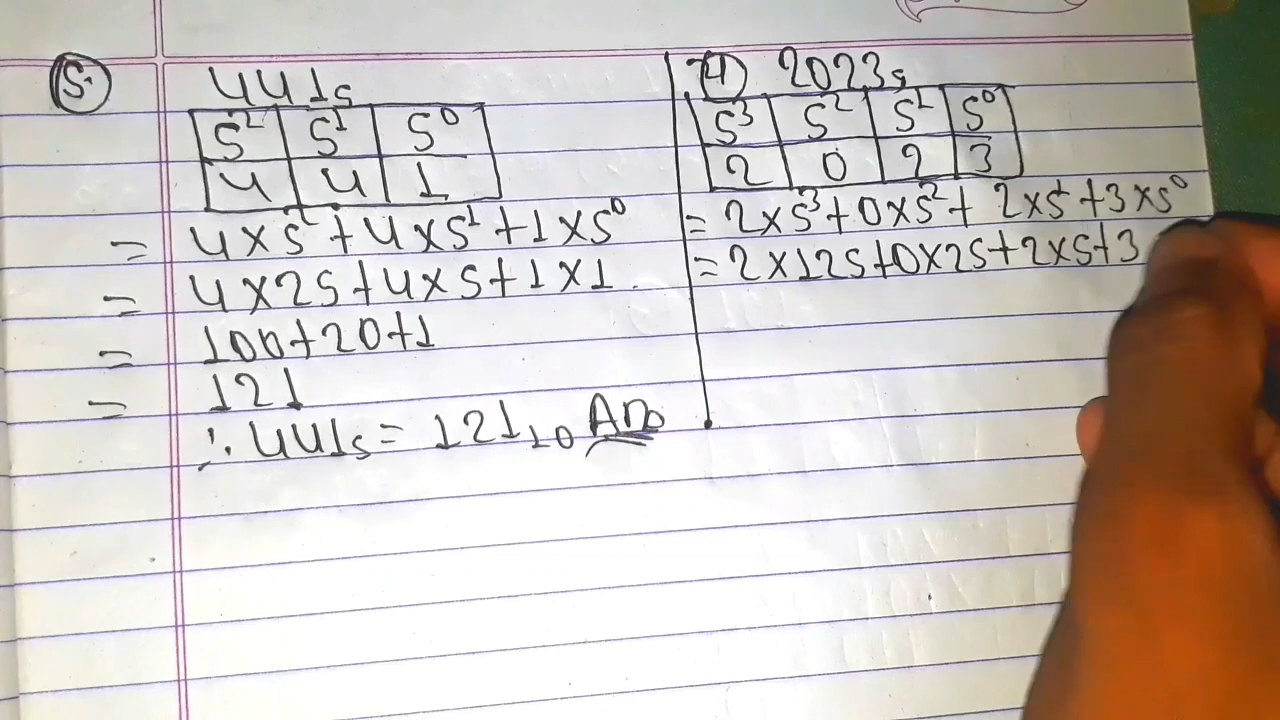 5.
441₅
5² 5¹ 5⁰
4 4 1
= 4×5²+4×5¹+1×5⁰
= 4×25+4×5+1×1
= 100+20+1
= 121
∴ 441₅ = 121₁₀ Ans
7) 2023₅
5³ 5² 5¹ 5⁰
2 0 2 3
= 2×5³+0×5²+2×5¹+3×5⁰
= 2×125+0×25+2×5+3